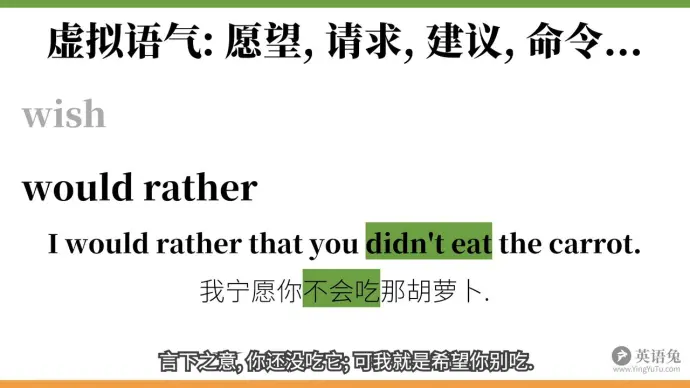 虚拟语气: 愿望, 请求, 建议, 命令...
wish
would rather
I would rather that you didn't eat the carrot.
我宁愿你不会吃那胡萝卜.
言下之意, 你还没吃它; 可我就是希望你别吃.
英语兔
www.YingYuTu.com